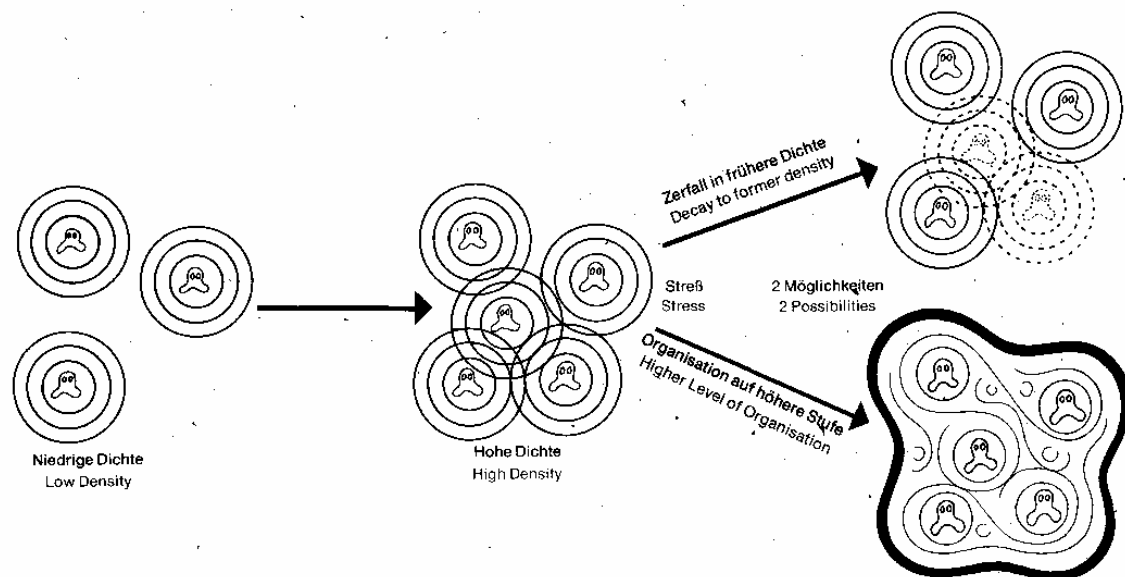 Niedrige Dichte
Low Density
Hohe Dichte
High Density
Zerfall in frühere Dichte
Decay to former density
Streß
Stress
2 Möglichkeiten
2 Possibilities
Organisation auf höhere Stufe
Higher Level of Organisation